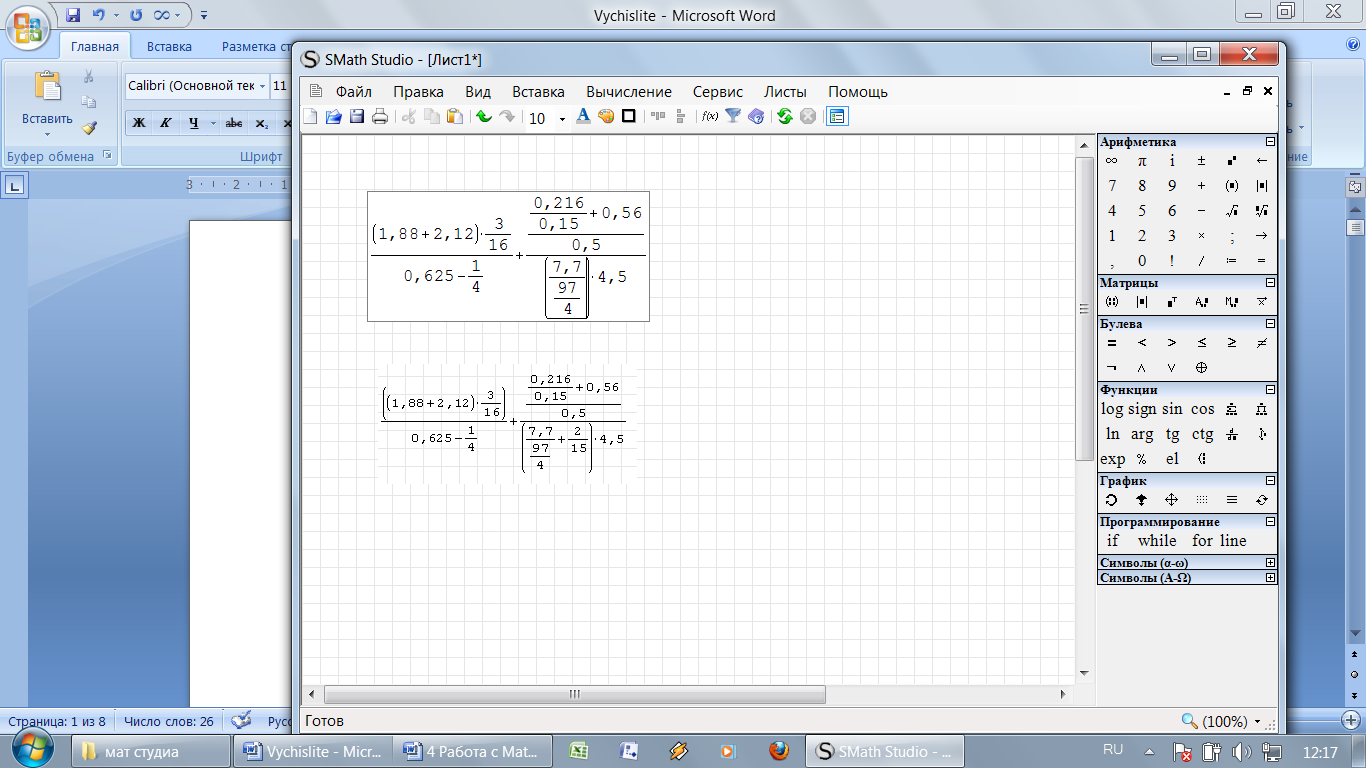 Vychislite - Microsoft Word
Главная Вставка Разметка ст
Вставить
Буфер обмена
Calibri (Основной тек 11
Ж К Ч abc x₂ x
Шрифт
3 · ı · 2 · ı · 1
SMath Studio - [Лист1*]
Файл Правка Вид Вставка Вычисление Сервис Листы Помощь
10 f(x)
(1,88+2,12)·3/16
0,625-1/4
+
0,216/0,15+0,56
0,5
(7,7/(97/4))·4,5
((1,88+2,12)·3/16)
0,625-1/4
+
0,216/0,15+0,56
0,5
(7,7/(97/4)+2/15)·4,5
Арифметика
∞ π i ± ←
7 8 9 +
4 5 6 −
1 2 3 × ; →
, 0 ! / := =
Матрицы
Булева
= < > ≤ ≥ ≠
¬ ∧ ∨ ⊕
Функции
log sign sin cos
ln arg tg ctg
exp % el
График
Программирование
if while for line
Символы (α-ω)
Символы (Α-Ω)
Готов
(100%)
Страница: 1 из 8 Число слов: 26 Русс
мат студиа
Vychislite - Micr...
4 Работа с Mat...
SMath Studio - ...
RU
12:17